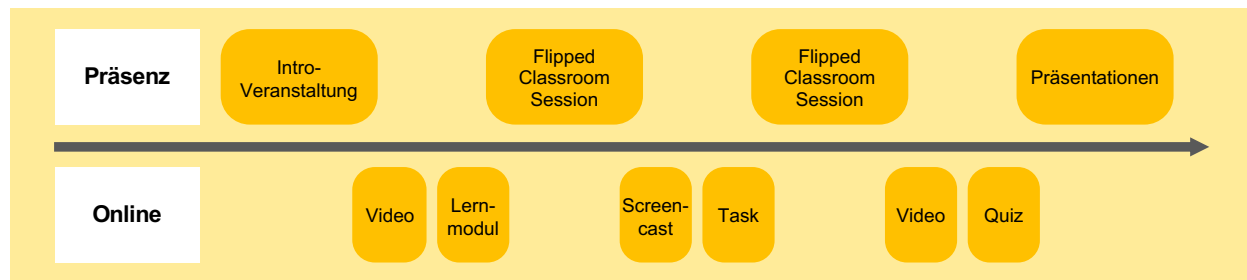 Präsenz
Intro-
Veranstaltung
Flipped
Classroom
Session
Flipped
Classroom
Session
Präsentationen
Online
Video
Lern-
modul
Screen-
cast
Task
Video
Quiz